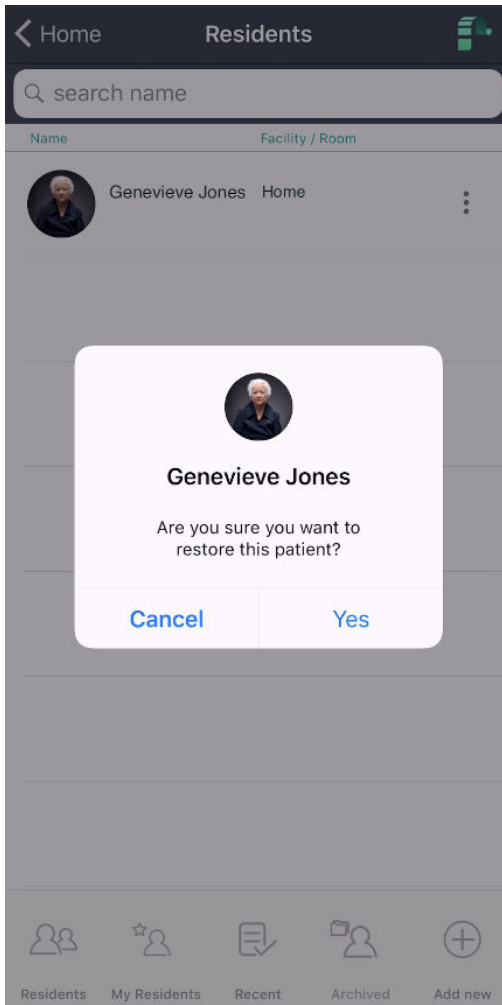 Home
Residents
search name
Name
Facility / Room
Genevieve Jones
Home
Genevieve Jones
Are you sure you want to
restore this patient?
Cancel
Yes
Residents
My Residents
Recent
Archived
Add new